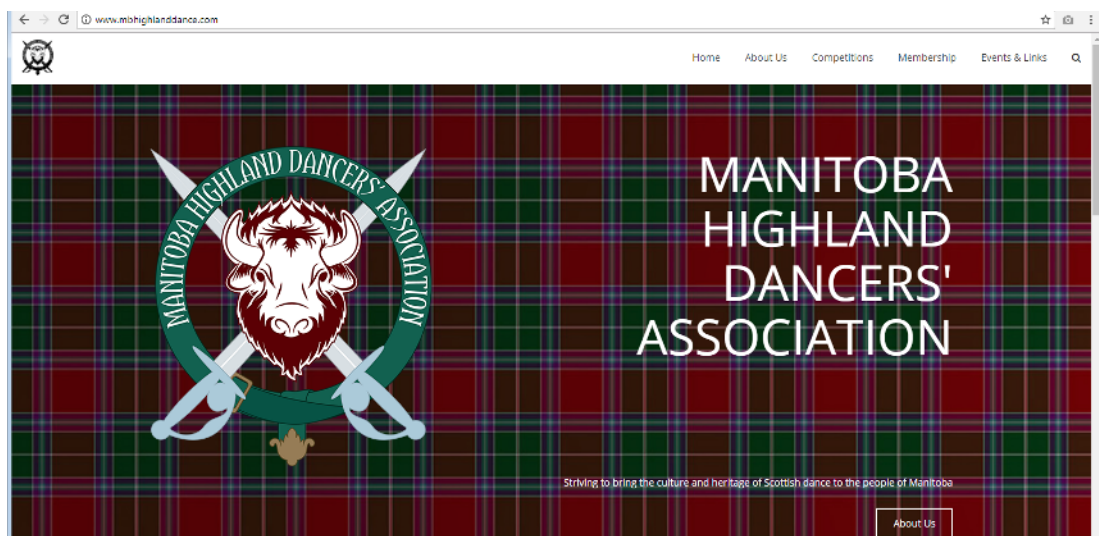 www.mbhighlanddance.com
Home About Us Competitions Membership Events & Links
MANITOBA HIGHLAND DANCERS' ASSOCIATION
MANITOBA
HIGHLAND
DANCERS'
ASSOCIATION
Striving to bring the culture and heritage of Scottish dance to the people of Manitoba
About Us